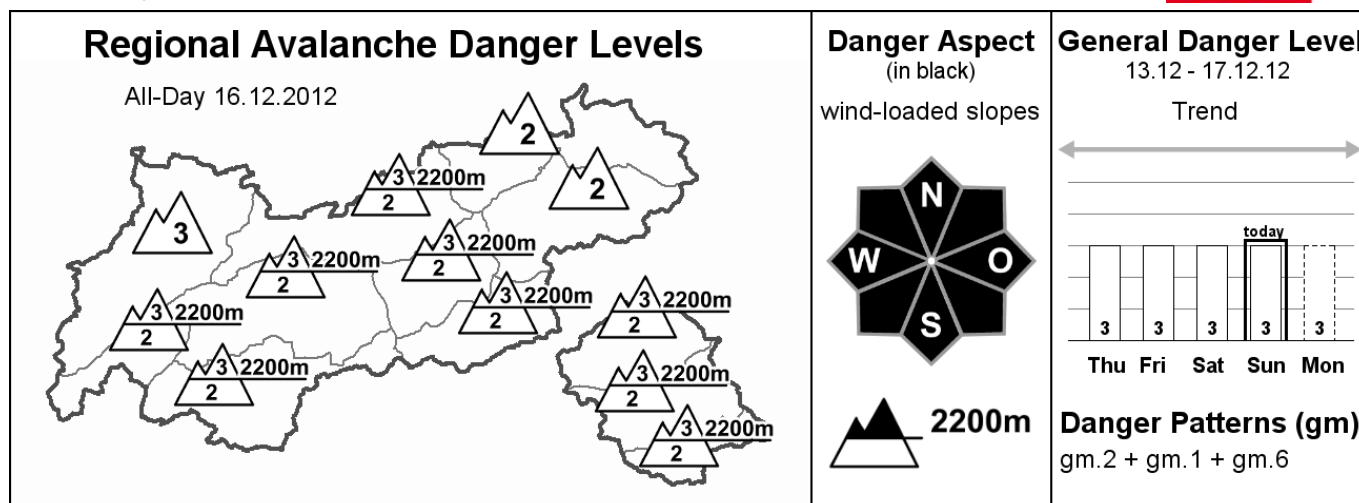 Regional Avalanche Danger Levels
All-Day 16.12.2012
2
2
3 2200m
2
3
3 2200m
2
3 2200m
2
3 2200m
2
3 2200m
2
3 2200m
2
3 2200m
2
3 2200m
2
3 2200m
2
Danger Aspect
(in black)
wind-loaded slopes
N
W O
S
2200m
General Danger Level
13.12 - 17.12.12
Trend
today
3 3 3 3 3
Thu Fri Sat Sun Mon
Danger Patterns (gm)
gm.2 + gm.1 + gm.6